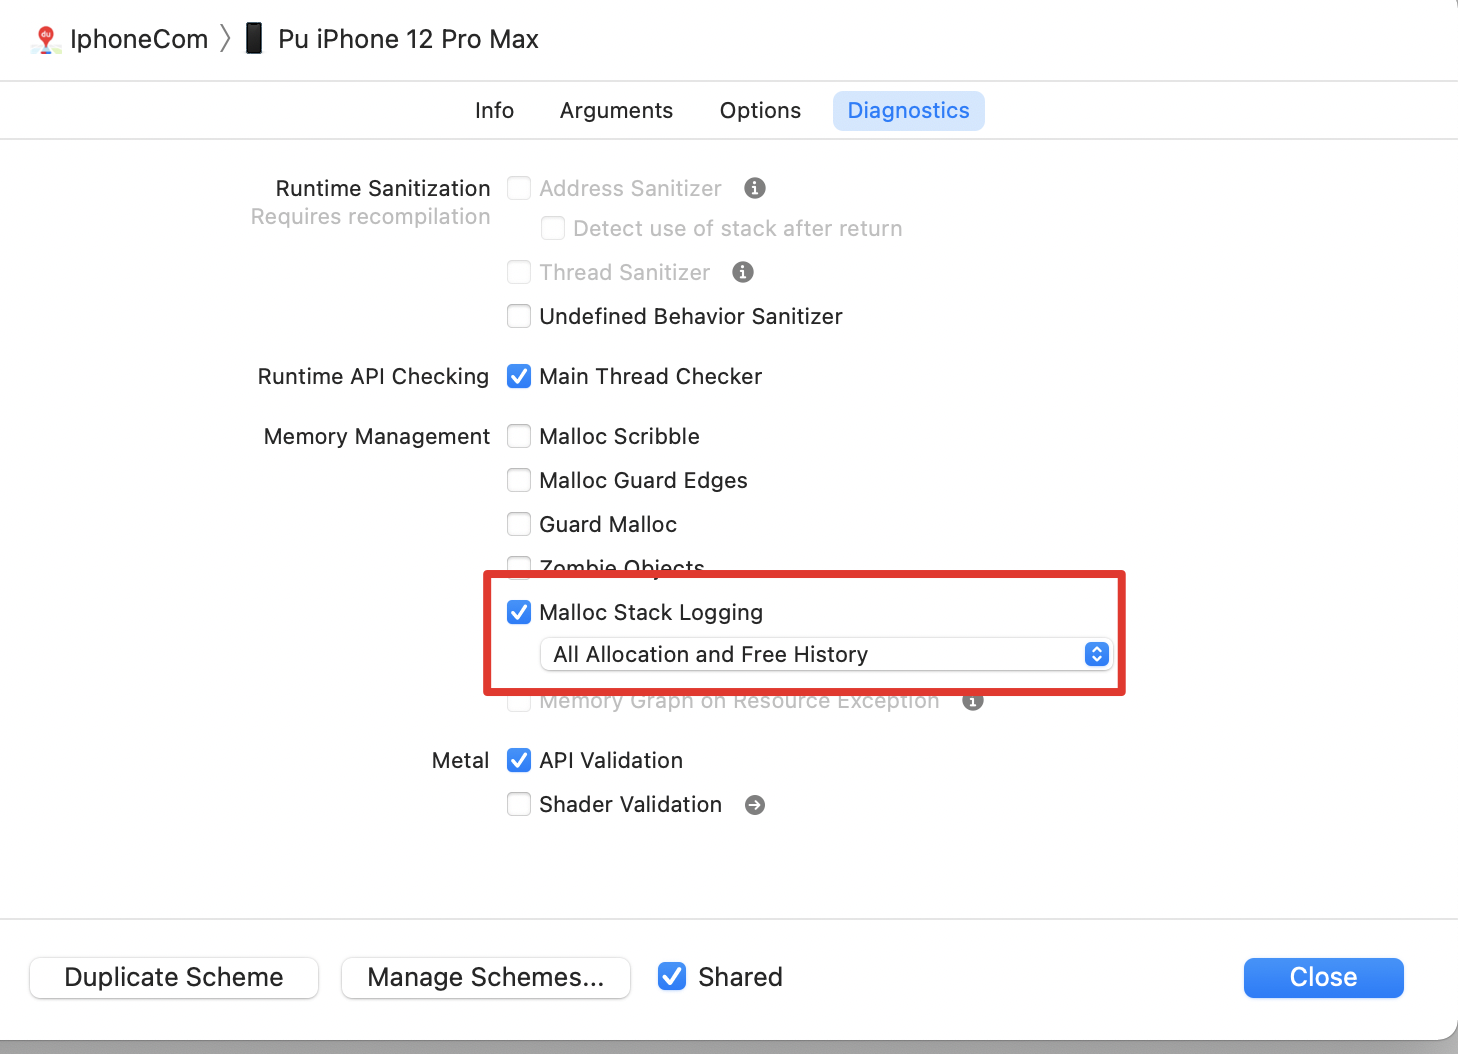 IphoneCom 〉 Pu iPhone 12 Pro Max
Info Arguments Options Diagnostics
Runtime Sanitization Address Sanitizer
Requires recompilation
Detect use of stack after return
Thread Sanitizer
Undefined Behavior Sanitizer
Runtime API Checking Main Thread Checker
Memory Management Malloc Scribble
Malloc Guard Edges
Guard Malloc
Zombie Objects
Malloc Stack Logging
All Allocation and Free History
Memory Graph on Resource Exception
Metal API Validation
Shader Validation
Duplicate Scheme Manage Schemes... Shared Close